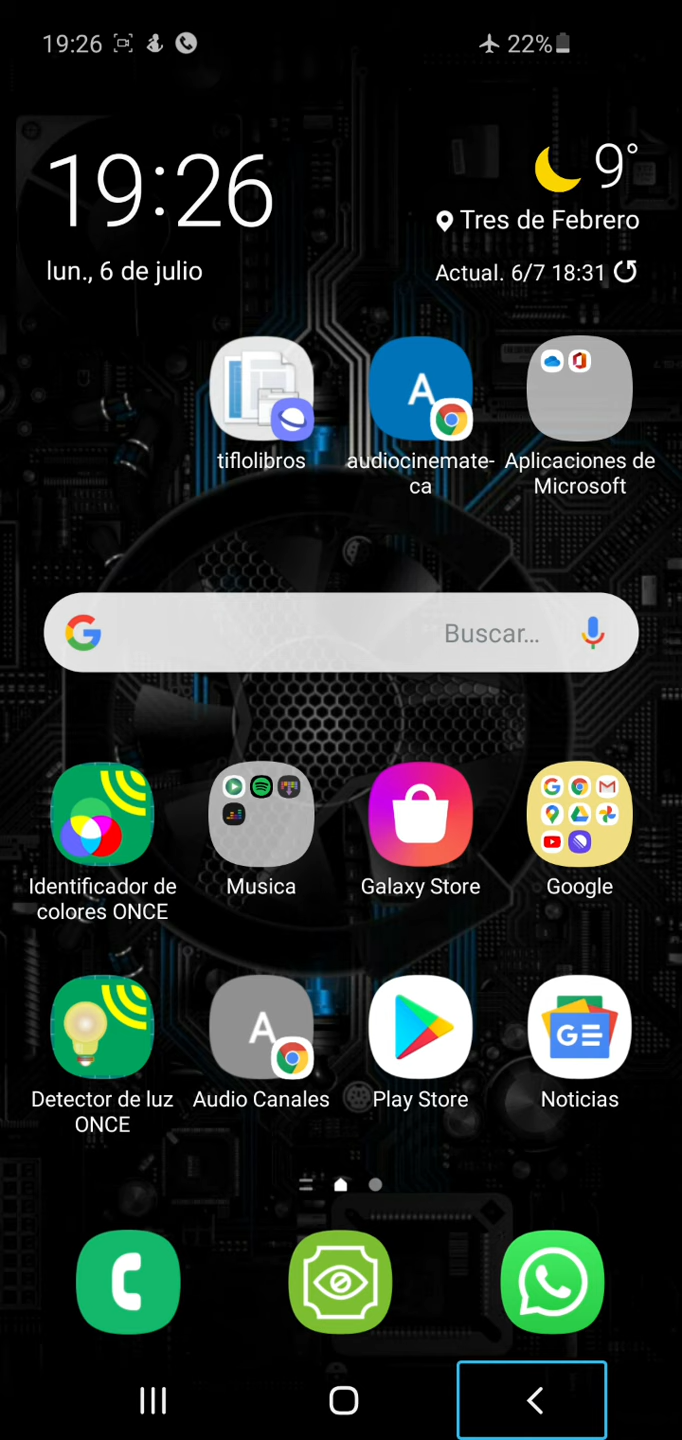 19:26
22%
19:26
9°
Tres de Febrero
lun., 6 de julio
Actual. 6/7 18:31
A
tiflolibros
audiocinemate-
ca
Aplicaciones de
Microsoft
G
Buscar...
Identificador de
colores ONCE
Musica
Galaxy Store
Google
A
GE
Detector de luz
ONCE
Audio Canales
Play Store
Noticias